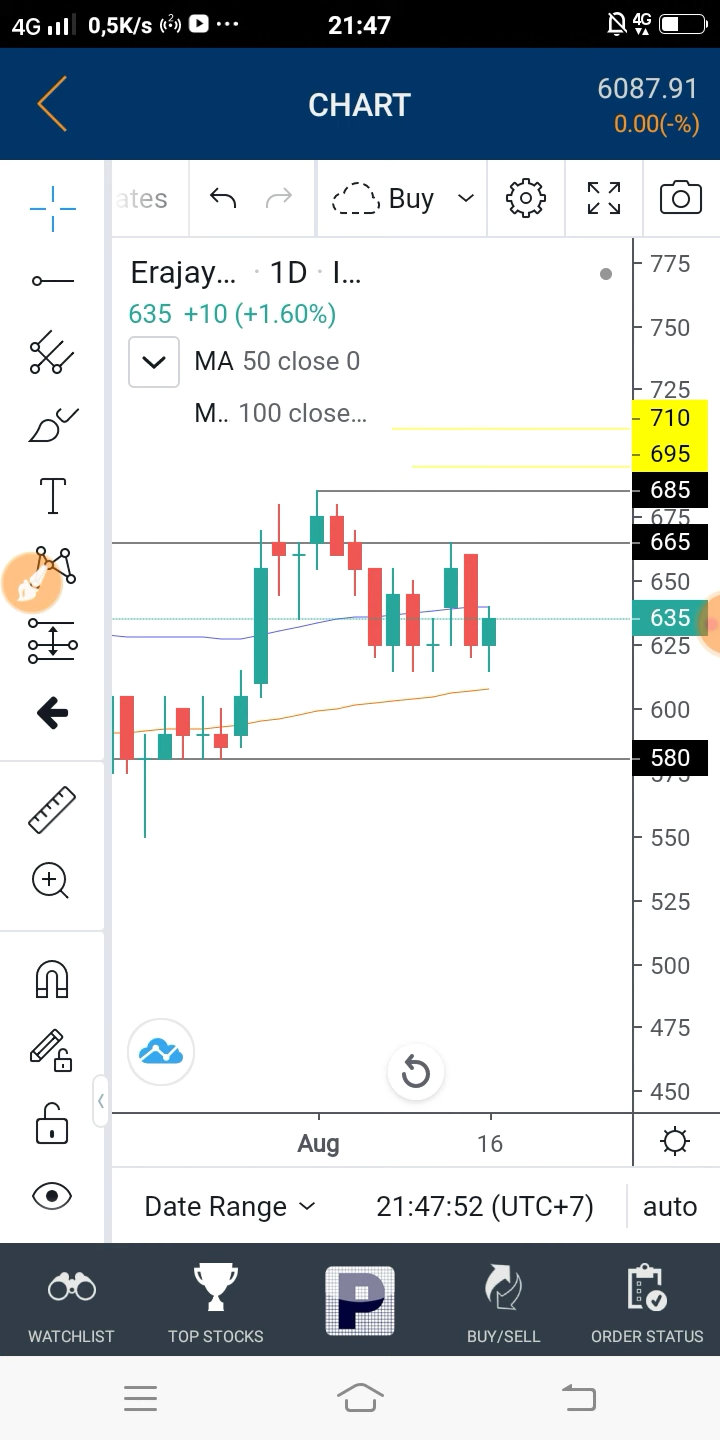 4G 0,5K/s 21:47 4G
CHART
6087.91
0.00(-%)
ates Buy
Erajay... · 1D · I...
635 +10 (+1.60%)
MA 50 close 0
M.. 100 close...
775
750
725
710
695
685
675
665
650
635
625
600
580
575
550
525
500
475
450
Aug 16
Date Range 21:47:52 (UTC+7) auto
P
WATCHLIST TOP STOCKS BUY/SELL ORDER STATUS